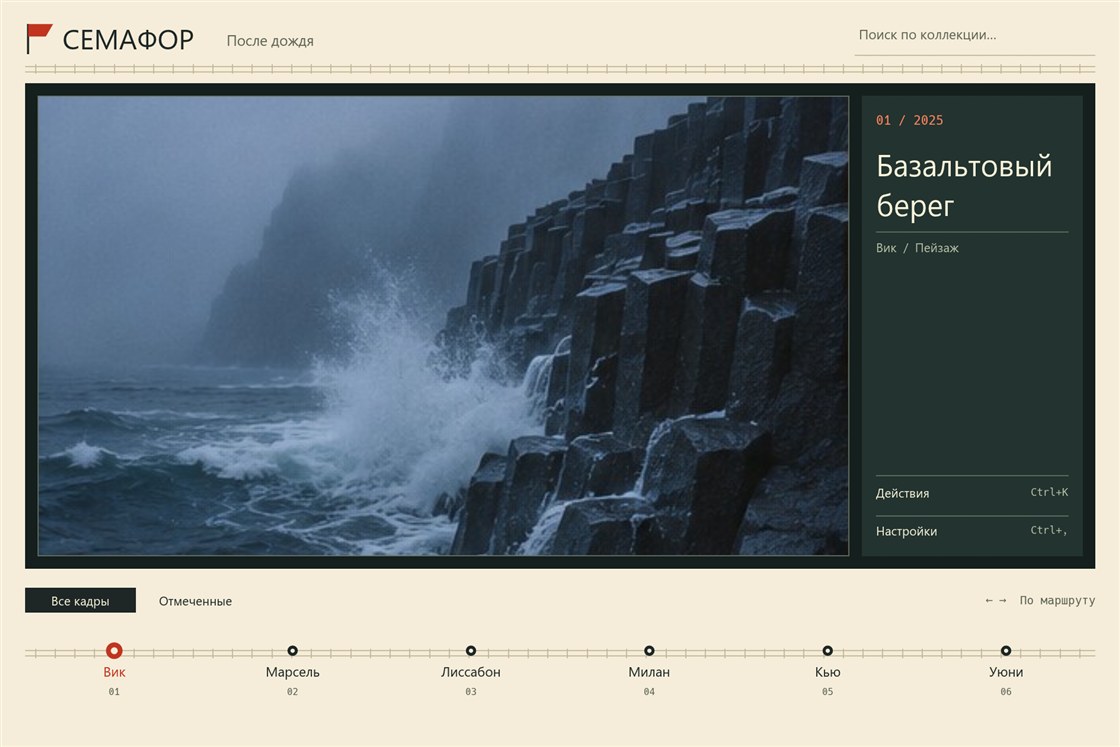 СЕМАФОР
После дождя
Поиск по коллекции...
01 / 2025
Базальтовый
берег
Вик / Пейзаж
Действия Ctrl+K
Настройки Ctrl+,
Все кадры
Отмеченные
← → По маршруту
Вик
Марсель
Лиссабон
Милан
Кью
Уюни
01
02
03
04
05
06